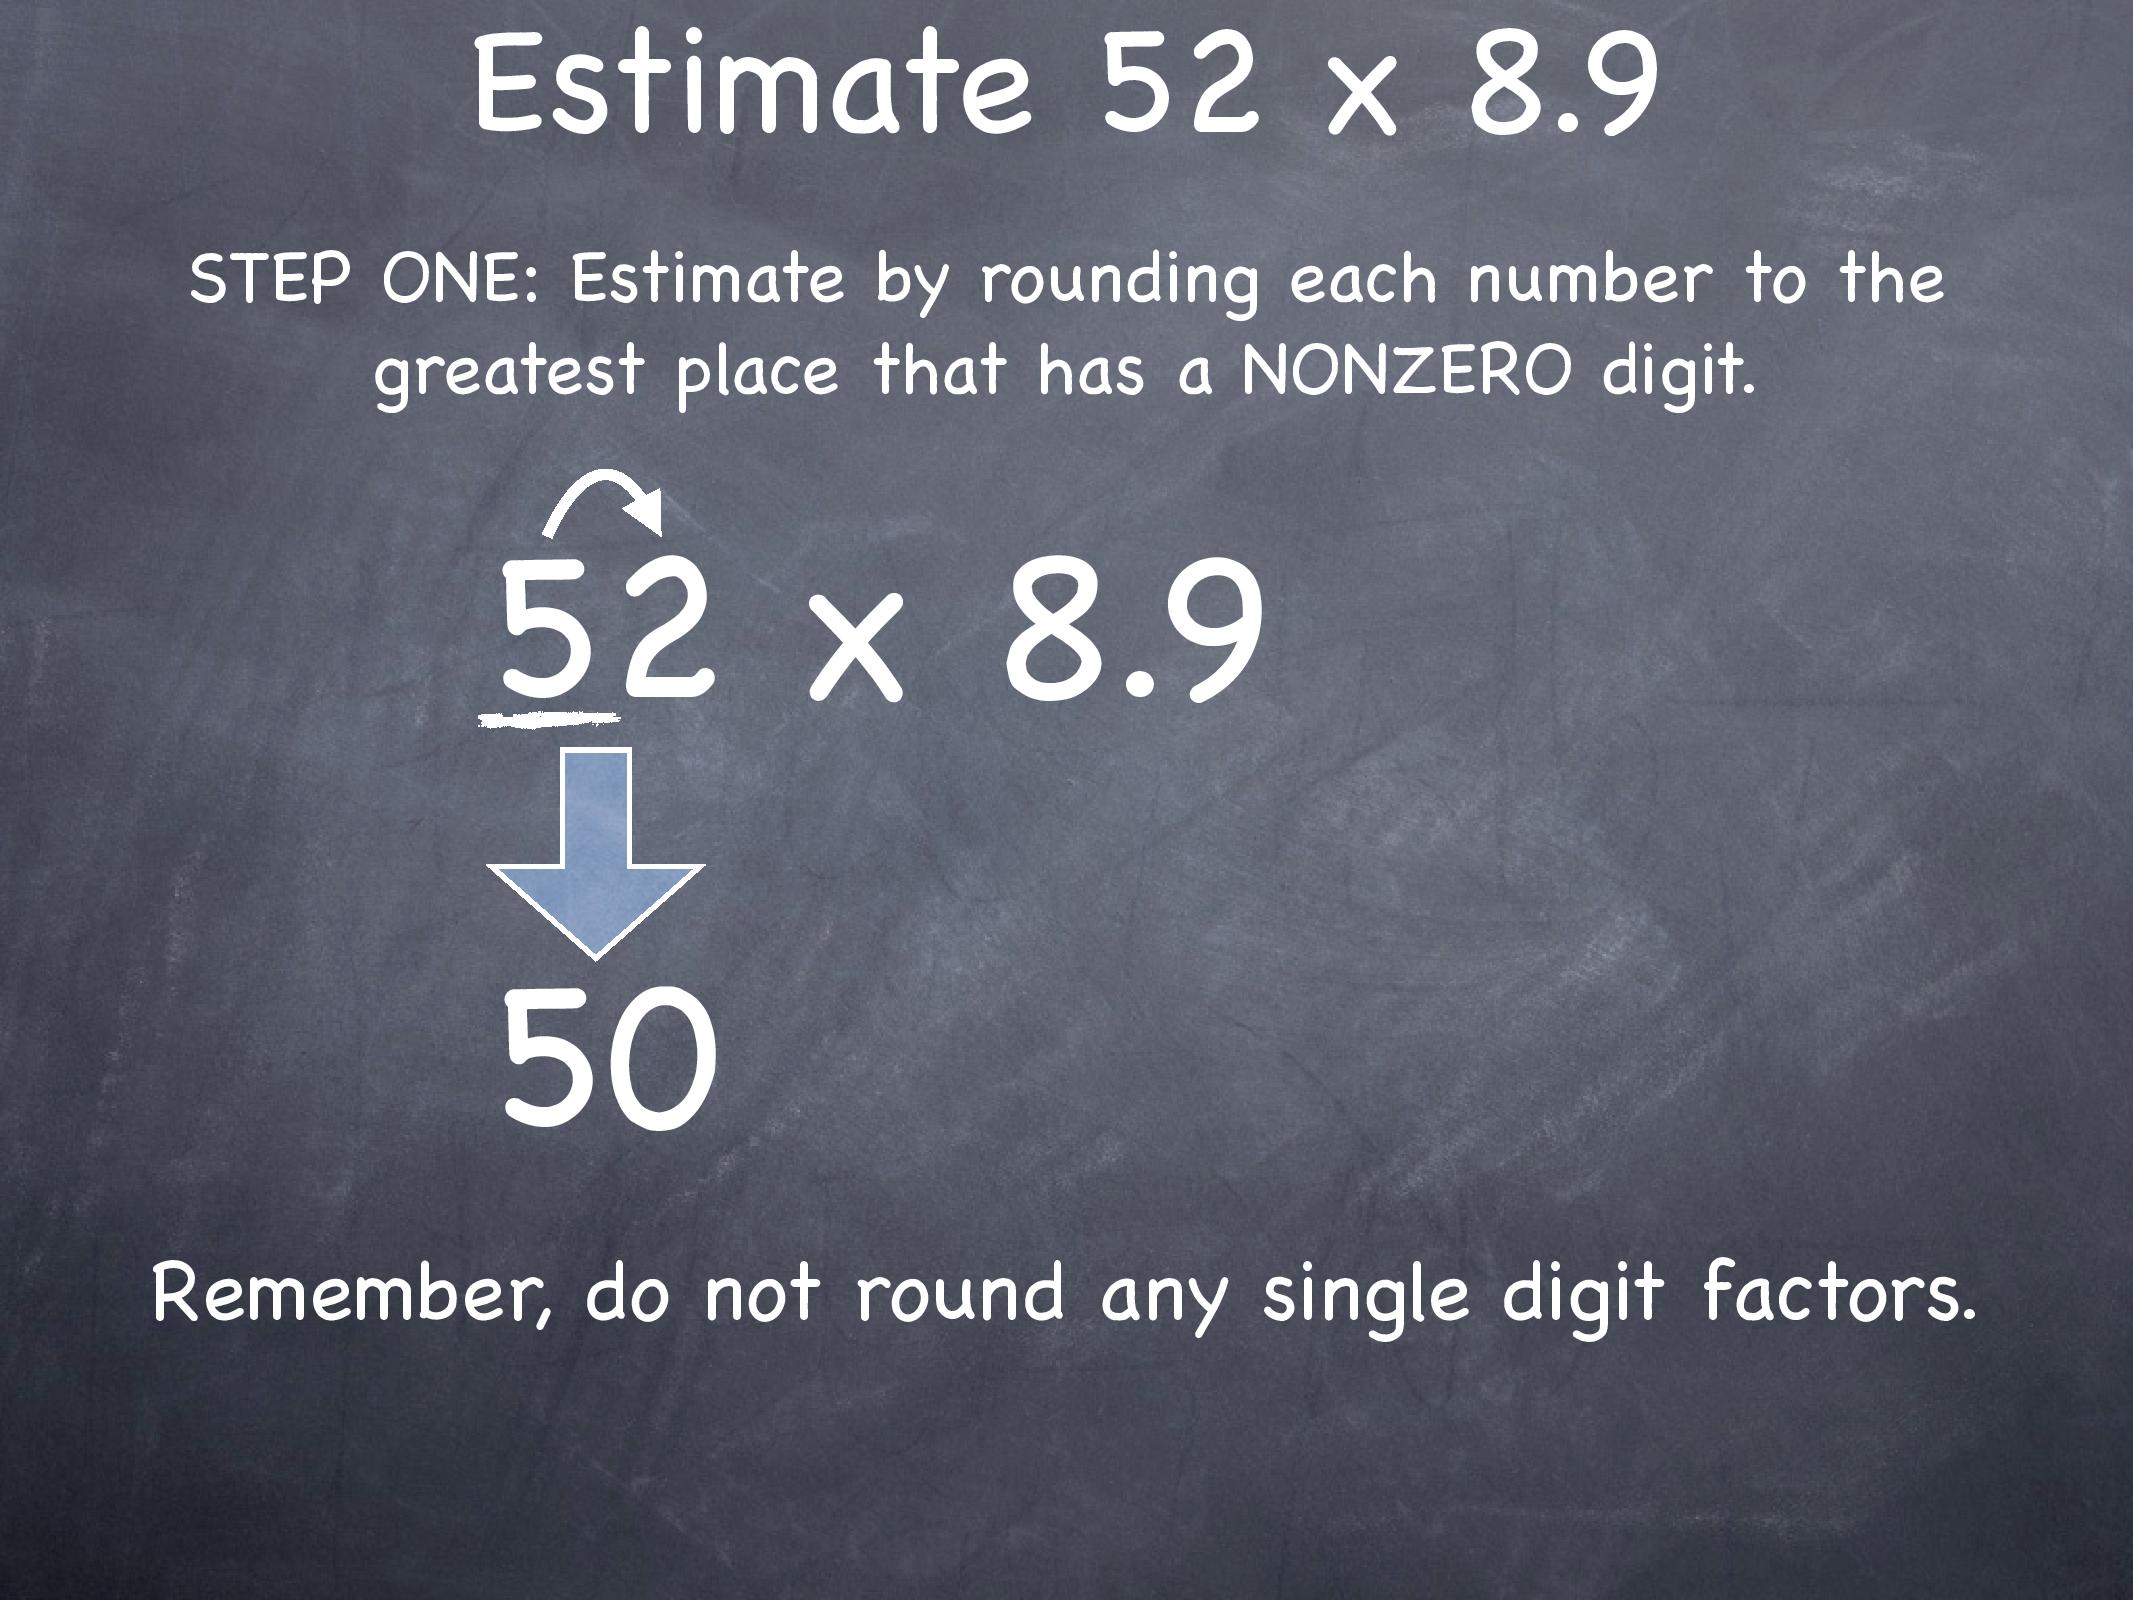 Estimate 52 x 8.9
STEP ONE: Estimate by rounding each number to the
greatest place that has a NONZERO digit.
52 x 8.9
50
Remember, do not round any single digit factors.